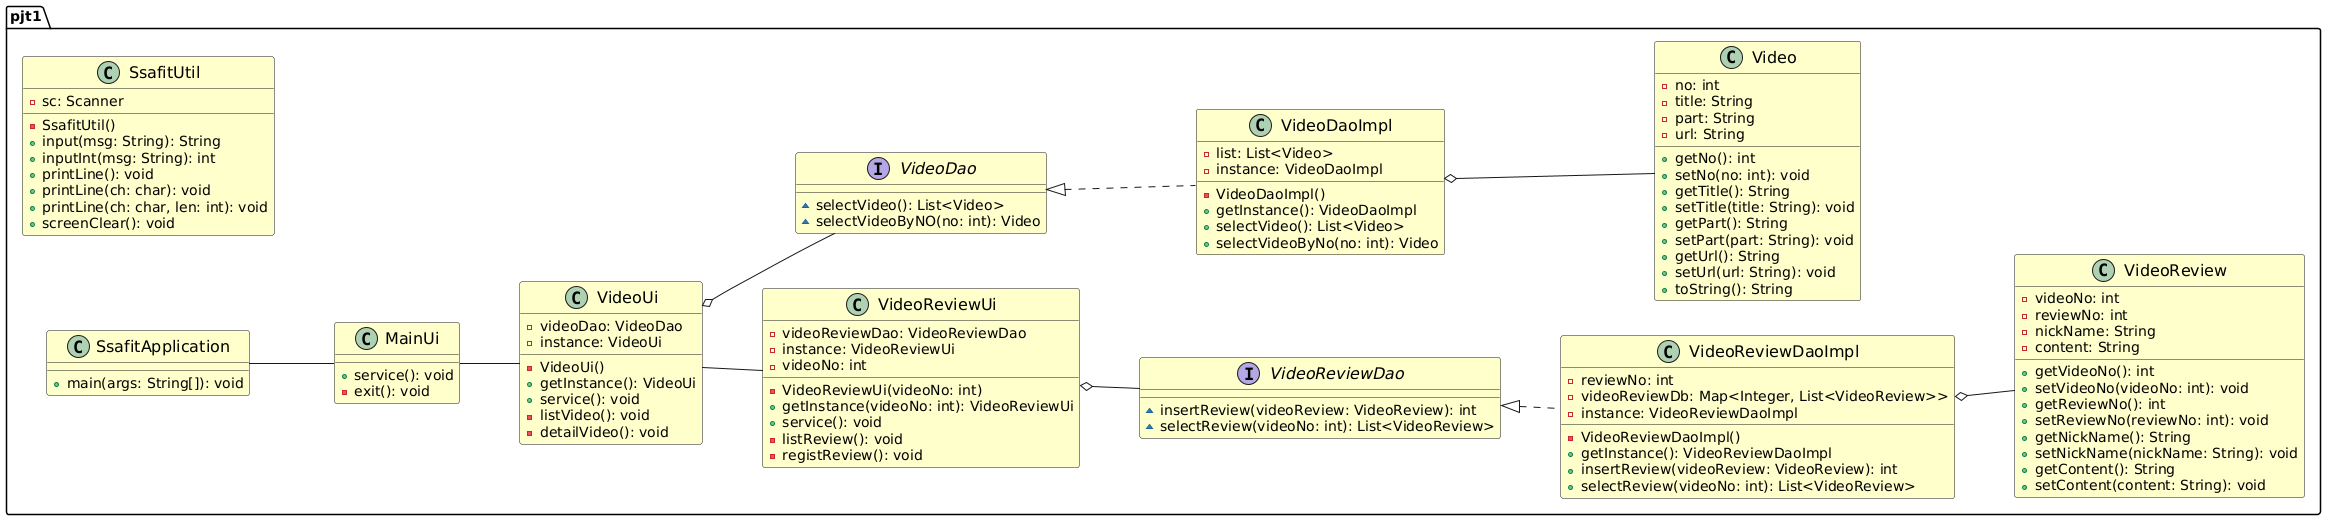 pjt1
SsafitUtil
sc: Scanner
SsafitUtil()
input(msg: String): String
inputInt(msg: String): int
printLine(): void
printLine(ch: char): void
printLine(ch: char, len: int): void
screenClear(): void
SsafitApplication
main(args: String[]): void
MainUi
service(): void
exit(): void
VideoUi
videoDao: VideoDao
instance: VideoUi
VideoUi()
getInstance(): VideoUi
service(): void
listVideo(): void
detailVideo(): void
VideoDao
selectVideo(): List<Video>
selectVideoByNO(no: int): Video
VideoReviewUi
videoReviewDao: VideoReviewDao
instance: VideoReviewUi
videoNo: int
VideoReviewUi(videoNo: int)
getInstance(videoNo: int): VideoReviewUi
service(): void
listReview(): void
registReview(): void
VideoDaoImpl
list: List<Video>
instance: VideoDaoImpl
VideoDaoImpl()
getInstance(): VideoDaoImpl
selectVideo(): List<Video>
selectVideoByNo(no: int): Video
VideoReviewDao
insertReview(videoReview: VideoReview): int
selectReview(videoNo: int): List<VideoReview>
Video
no: int
title: String
part: String
url: String
getNo(): int
setNo(no: int): void
getTitle(): String
setTitle(title: String): void
getPart(): String
setPart(part: String): void
getUrl(): String
setUrl(url: String): void
toString(): String
VideoReviewDaoImpl
reviewNo: int
videoReviewDb: Map<Integer, List<VideoReview>>
instance: VideoReviewDaoImpl
VideoReviewDaoImpl()
getInstance(): VideoReviewDaoImpl
insertReview(videoReview: VideoReview): int
selectReview(videoNo: int): List<VideoReview>
VideoReview
videoNo: int
reviewNo: int
nickName: String
content: String
getVideoNo(): int
setVideoNo(videoNo: int): void
getReviewNo(): int
setReviewNo(reviewNo: int): void
getNickName(): String
setNickName(nickName: String): void
getContent(): String
setContent(content: String): void